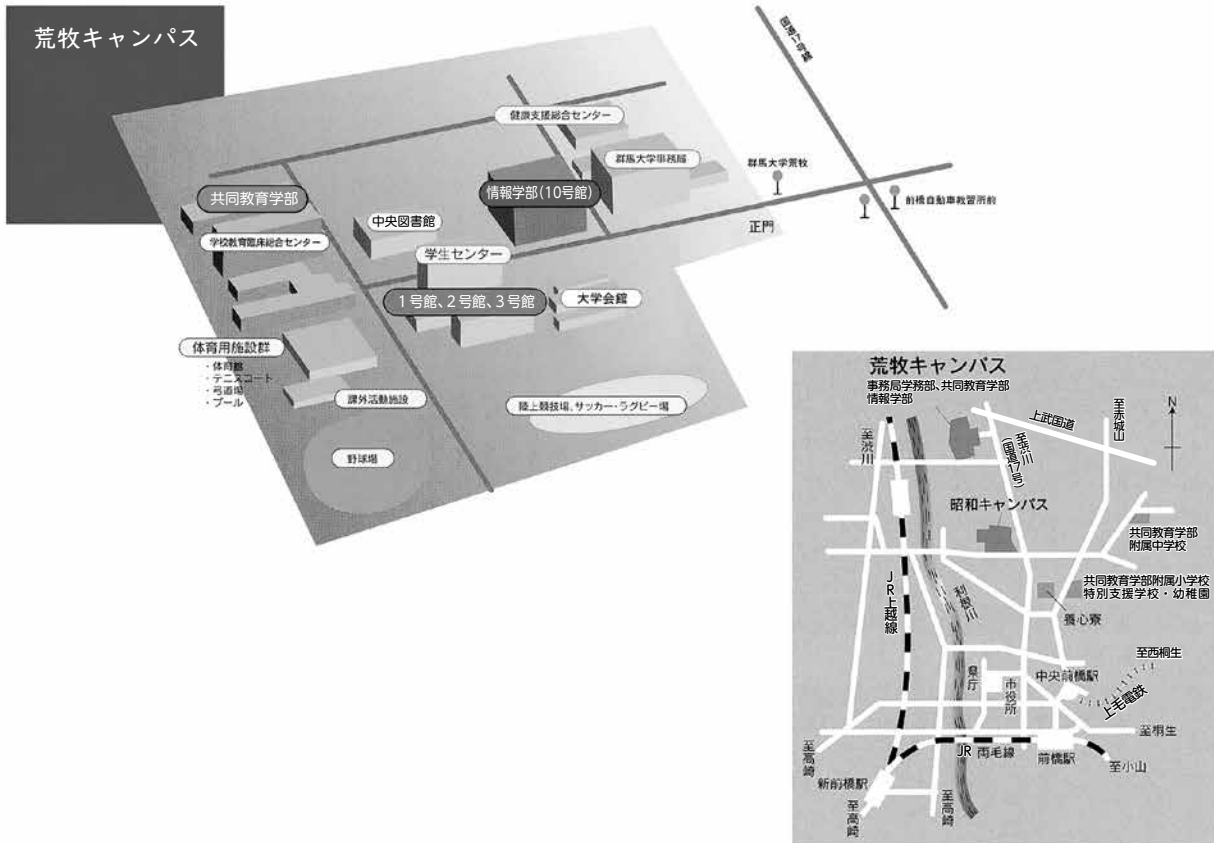 荒牧キャンパス
国道17号線
健康支援総合センター
群馬大学事務局
群馬大学荒牧
共同教育学部
情報学部(10号館)
前橋自動車教習所前
中央図書館
正門
学校教育臨床総合センター
学生センター
1号館、2号館、3号館
大学会館
体育用施設群
・体育館
・テニスコート
・弓道場
・プール
課外活動施設
陸上競技場、サッカー・ラグビー場
野球場
荒牧キャンパス
事務局学務部、共同教育学部
情報学部
至渋川
至渋川
(国道17号)
上武国道
至赤城山
N
昭和キャンパス
共同教育学部
附属中学校
JR上越線
利根川
共同教育学部附属小学校
特別支援学校・幼稚園
養心寮
至西桐生
中央前橋駅
県庁
市役所
上毛電鉄
至桐生
至高崎
JR 両毛線
前橋駅
至小山
新前橋駅
至高崎
至高崎